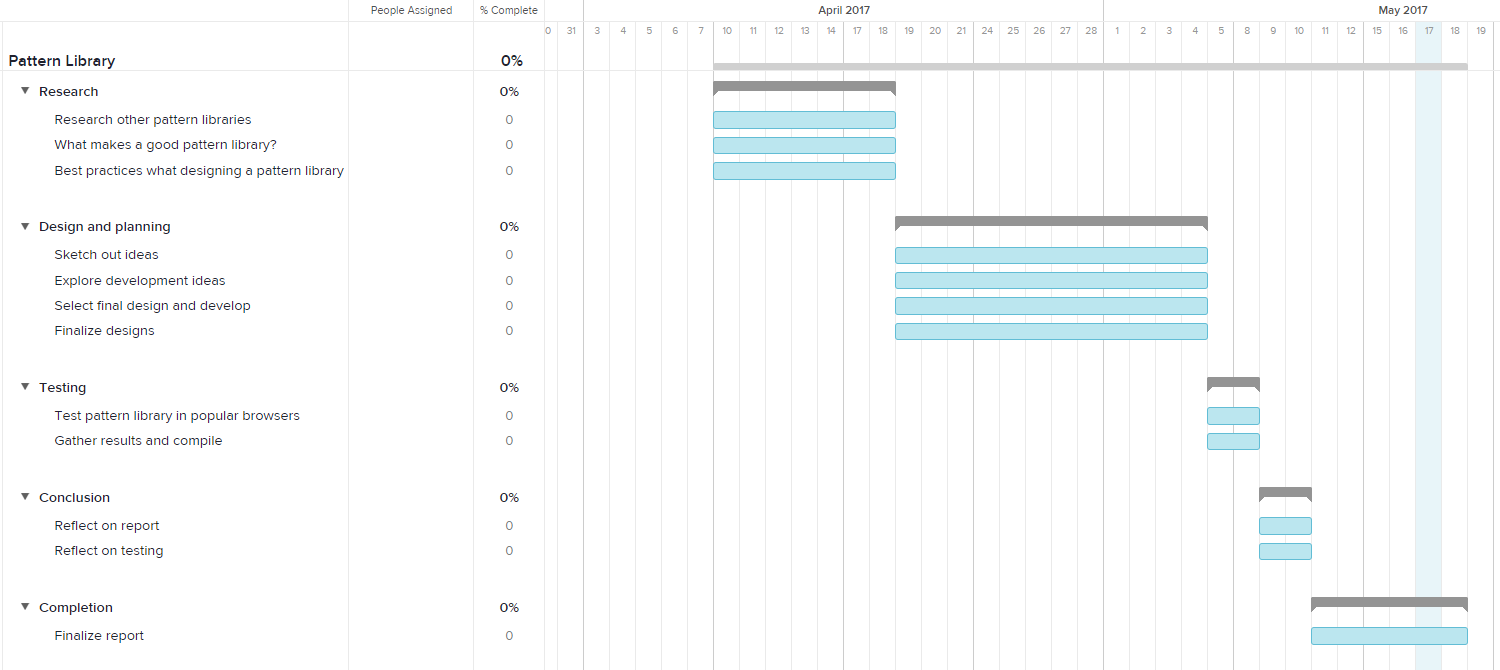 People Assigned % Complete April 2017 May 2017
0 31 3 4 5 6 7 10 11 12 13 14 17 18 19 20 21 24 25 26 27 28 1 2 3 4 5 8 9 10 11 12 15 16 17 18 19
Pattern Library 0%
Research 0%
Research other pattern libraries 0
What makes a good pattern library? 0
Best practices what designing a pattern library 0
Design and planning 0%
Sketch out ideas 0
Explore development ideas 0
Select final design and develop 0
Finalize designs 0
Testing 0%
Test pattern library in popular browsers 0
Gather results and compile 0
Conclusion 0%
Reflect on report 0
Reflect on testing 0
Completion 0%
Finalize report 0